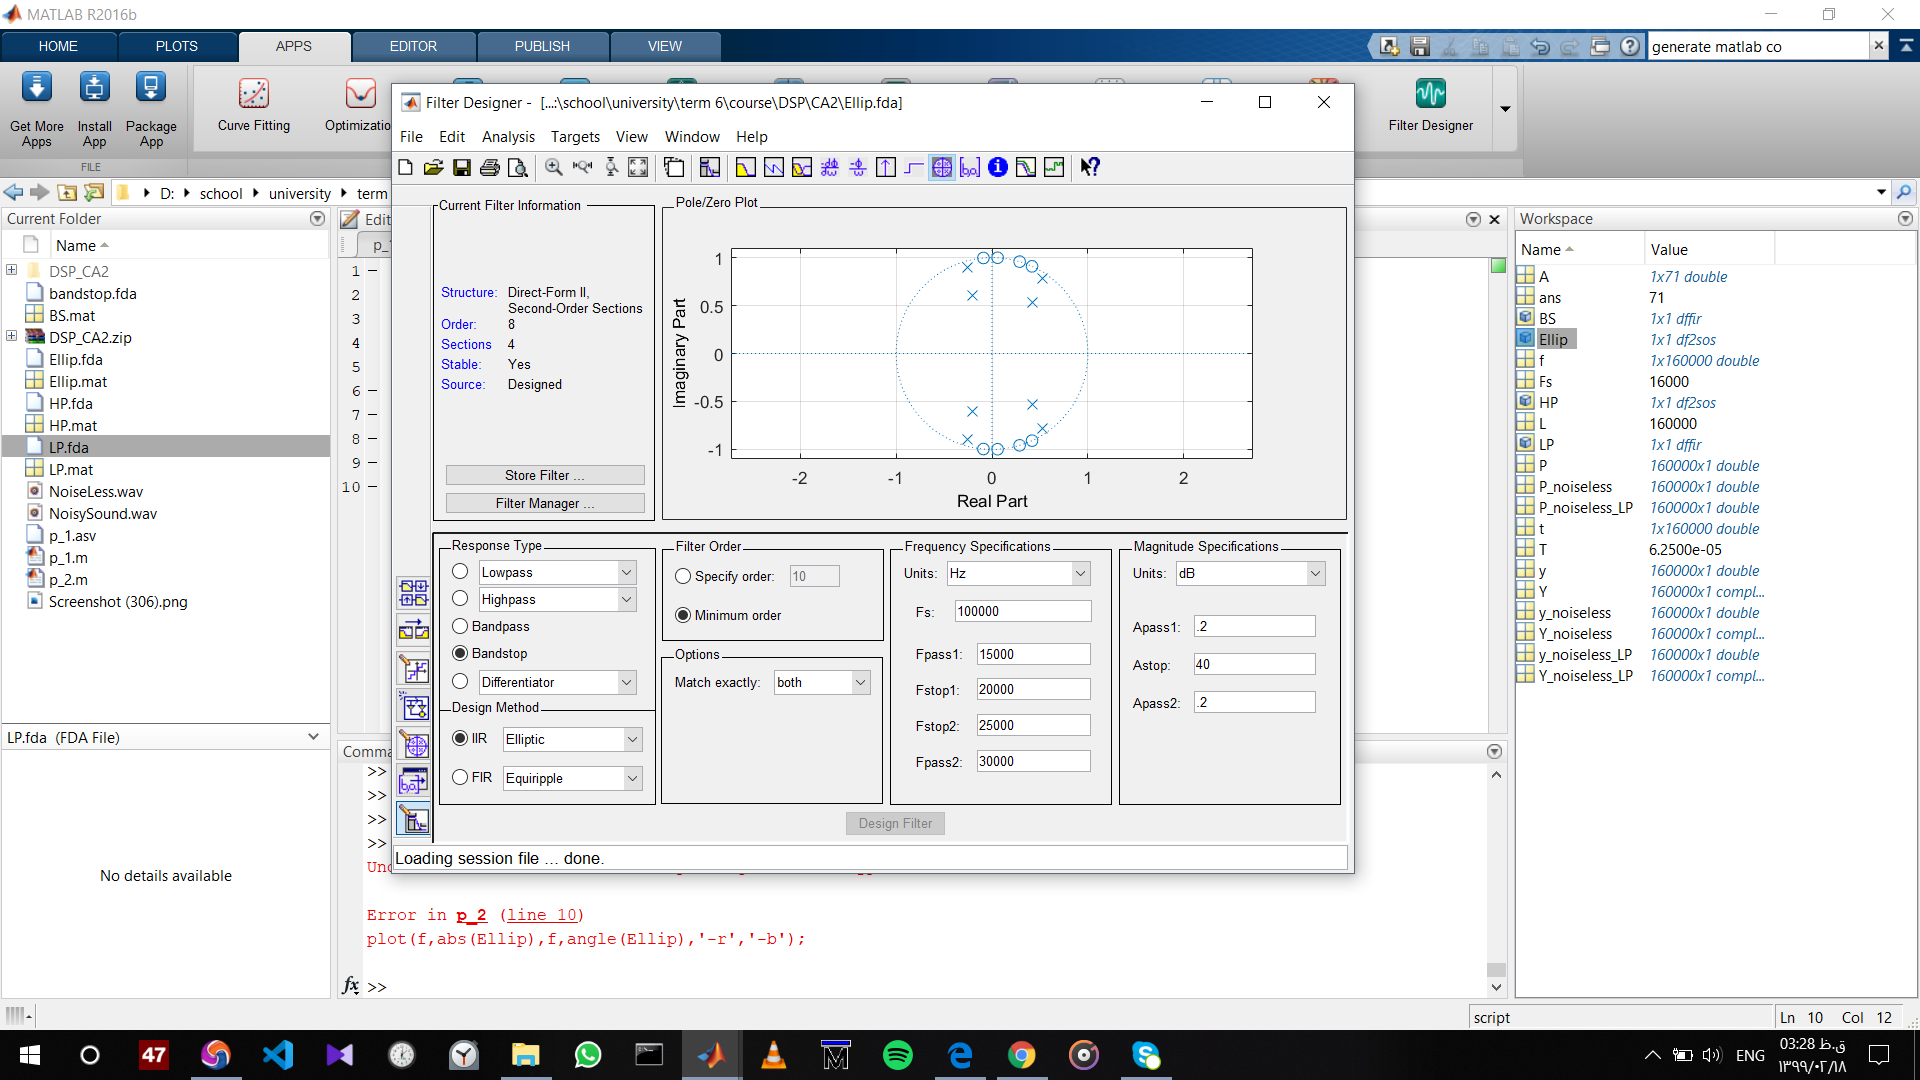 MATLAB R2016b
HOME PLOTS APPS EDITOR PUBLISH VIEW
generate matlab co
Get More Apps
Install App
Package App
FILE
Curve Fitting
Optimizatio
Filter Designer
D: school university term
Current Folder
Name
DSP_CA2
bandstop.fda
BS.mat
DSP_CA2.zip
Ellip.fda
Ellip.mat
HP.fda
HP.mat
LP.fda
LP.mat
NoiseLess.wav
NoisySound.wav
p_1.asv
p_1.m
p_2.m
Screenshot (306).png
LP.fda (FDA File)
No details available
Edit
p_
1
2
3
4
5
6
7
8
9
10
Filter Designer - [...:\school\university\term 6\course\DSP\CA2\Ellip.fda]
File Edit Analysis Targets View Window Help
Current Filter Information
Structure: Direct-Form II,
Second-Order Sections
Order: 8
Sections 4
Stable: Yes
Source: Designed
Store Filter ...
Filter Manager ...
Pole/Zero Plot
Imaginary Part
1
0.5
0
-0.5
-1
-2 -1 0 1 2
Real Part
Response Type
Lowpass
Highpass
Bandpass
Bandstop
Differentiator
Design Method
IIR Elliptic
FIR Equiripple
Filter Order
Specify order: 10
Minimum order
Options
Match exactly: both
Frequency Specifications
Units: Hz
Fs: 100000
Fpass1: 15000
Fstop1: 20000
Fstop2: 25000
Fpass2: 30000
Magnitude Specifications
Units: dB
Apass1: .2
Astop: 40
Apass2: .2
Design Filter
Loading session file ... done.
Comma
>>
>>
>>
>>
Error in p_2 (line 10)
plot(f,abs(Ellip),f,angle(Ellip),'-r','-b');
fx >>
Workspace
Name Value
A 1x71 double
ans 71
BS 1x1 dffir
Ellip 1x1 df2sos
f 1x160000 double
Fs 16000
HP 1x1 df2sos
L 160000
LP 1x1 dffir
P 160000x1 double
P_noiseless 160000x1 double
P_noiseless_LP 160000x1 double
t 1x160000 double
T 6.2500e-05
y 160000x1 double
Y 160000x1 compl...
y_noiseless 160000x1 double
Y_noiseless 160000x1 compl...
y_noiseless_LP 160000x1 double
Y_noiseless_LP 160000x1 compl...
script
Ln 10 Col 12
47
ENG
03:28 ق.ظ
۱۳۹۹/۰۲/۱۸